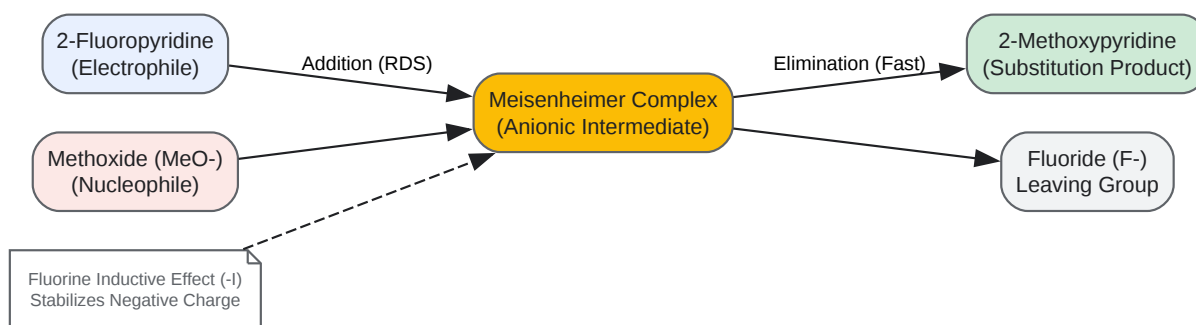 2-Fluoropyridine
(Electrophile)
Addition (RDS)
Methoxide (MeO-)
(Nucleophile)
Fluorine Inductive Effect (-I)
Stabilizes Negative Charge
Meisenheimer Complex
(Anionic Intermediate)
Elimination (Fast)
2-Methoxypyridine
(Substitution Product)
Fluoride (F-)
Leaving Group